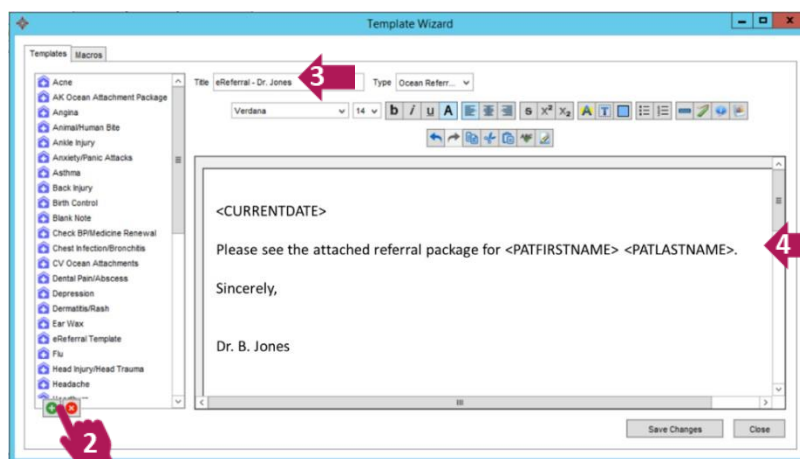 Template Wizard
Templates Macros
Acne
AK Ocean Attachment Package
Angina
Animal/Human Bite
Ankle Injury
Anxiety/Panic Attacks
Asthma
Back Injury
Birth Control
Blank Note
Check BP/Medicine Renewal
Chest Infection/Bronchitis
CV Ocean Attachments
Dental Pain/Abscess
Depression
Dermatitis/Rash
Ear Wax
eReferral Template
Flu
Head Injury/Head Trauma
Headache
2
Title eReferral - Dr. Jones 3 Type Ocean Referr...
Verdana 14 b i u A S X² X₂ A T
<CURRENTDATE>
Please see the attached referral package for <PATFIRSTNAME> <PATLASTNAME>. 4
Sincerely,
Dr. B. Jones
Save Changes Close